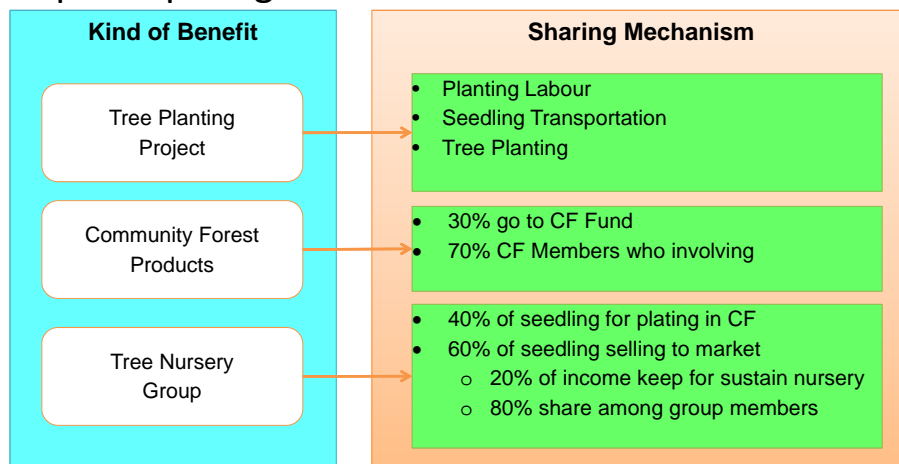 Kind of Benefit
Sharing Mechanism
Tree Planting
Project
• Planting Labour
• Seedling Transportation
• Tree Planting
Community Forest
Products
• 30% go to CF Fund
• 70% CF Members who involving
Tree Nursery
Group
• 40% of seedling for plating in CF
• 60% of seedling selling to market
o 20% of income keep for sustain nursery
o 80% share among group members